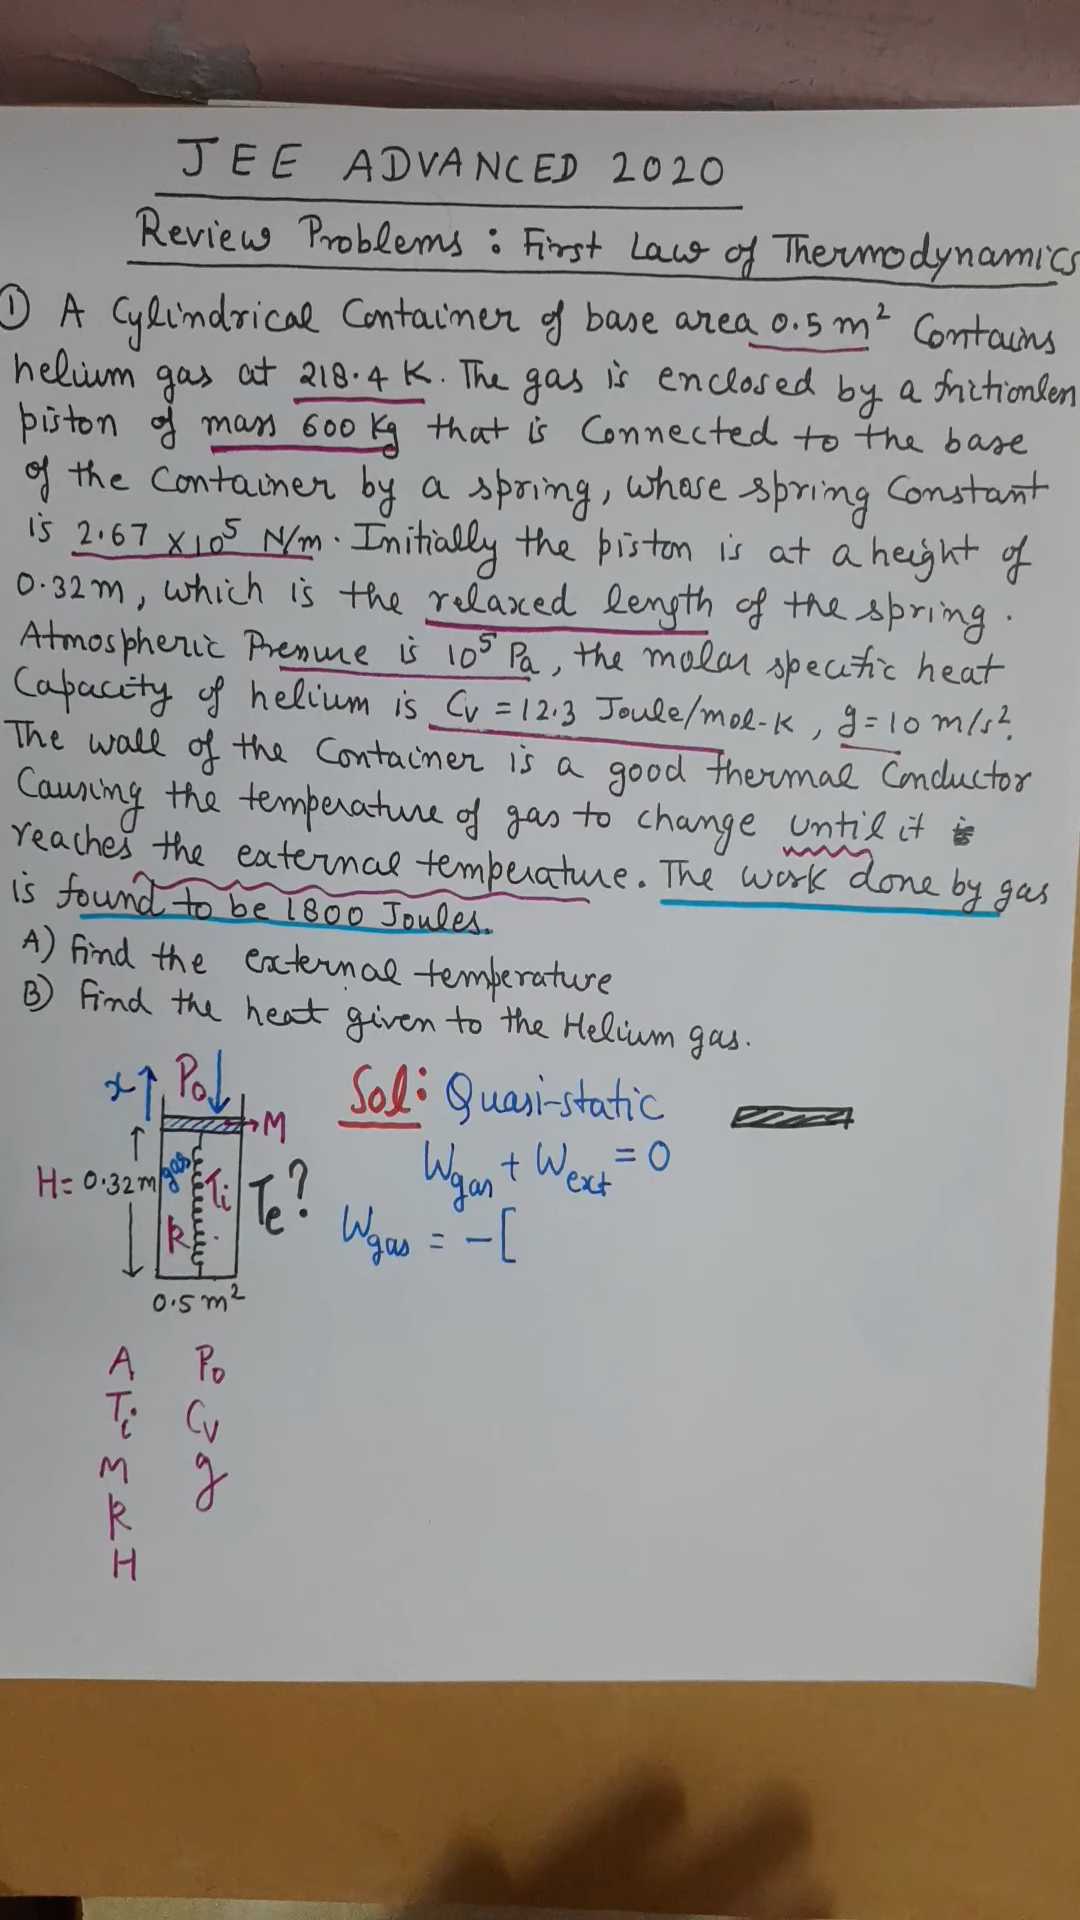 JEE ADVANCED 2020
Review Problems : First Law of Thermodynamics
① A Cylindrical Container of base area 0.5 m² Contains
helium gas at 218.4 K. The gas is enclosed by a frictionless
piston of mass 600 Kg that is Connected to the base
of the Container by a spring, whose spring Constant
is 2.67 ×10⁵ N/m. Initially the piston is at a height of
0.32m, which is the relaxed length of the spring.
Atmospheric Pressure is 10⁵ Pa, the molar specific heat
Capacity of helium is Cv = 12.3 Joule/mol-K, g = 10 m/s².
The wall of the Container is a good thermal Conductor
Causing the temperature of gas to change until it
reaches the external temperature. The work done by gas
is found to be 1800 Joules.
A) Find the external temperature
B) Find the heat given to the Helium gas.
x P₀
M
H= 0.32m gas Ti Te?
k
0.5 m²
Sol: Quasi-static
Wgas + Wext = 0
Wgas = -[
A P₀
Ti Cv
M g
k
H